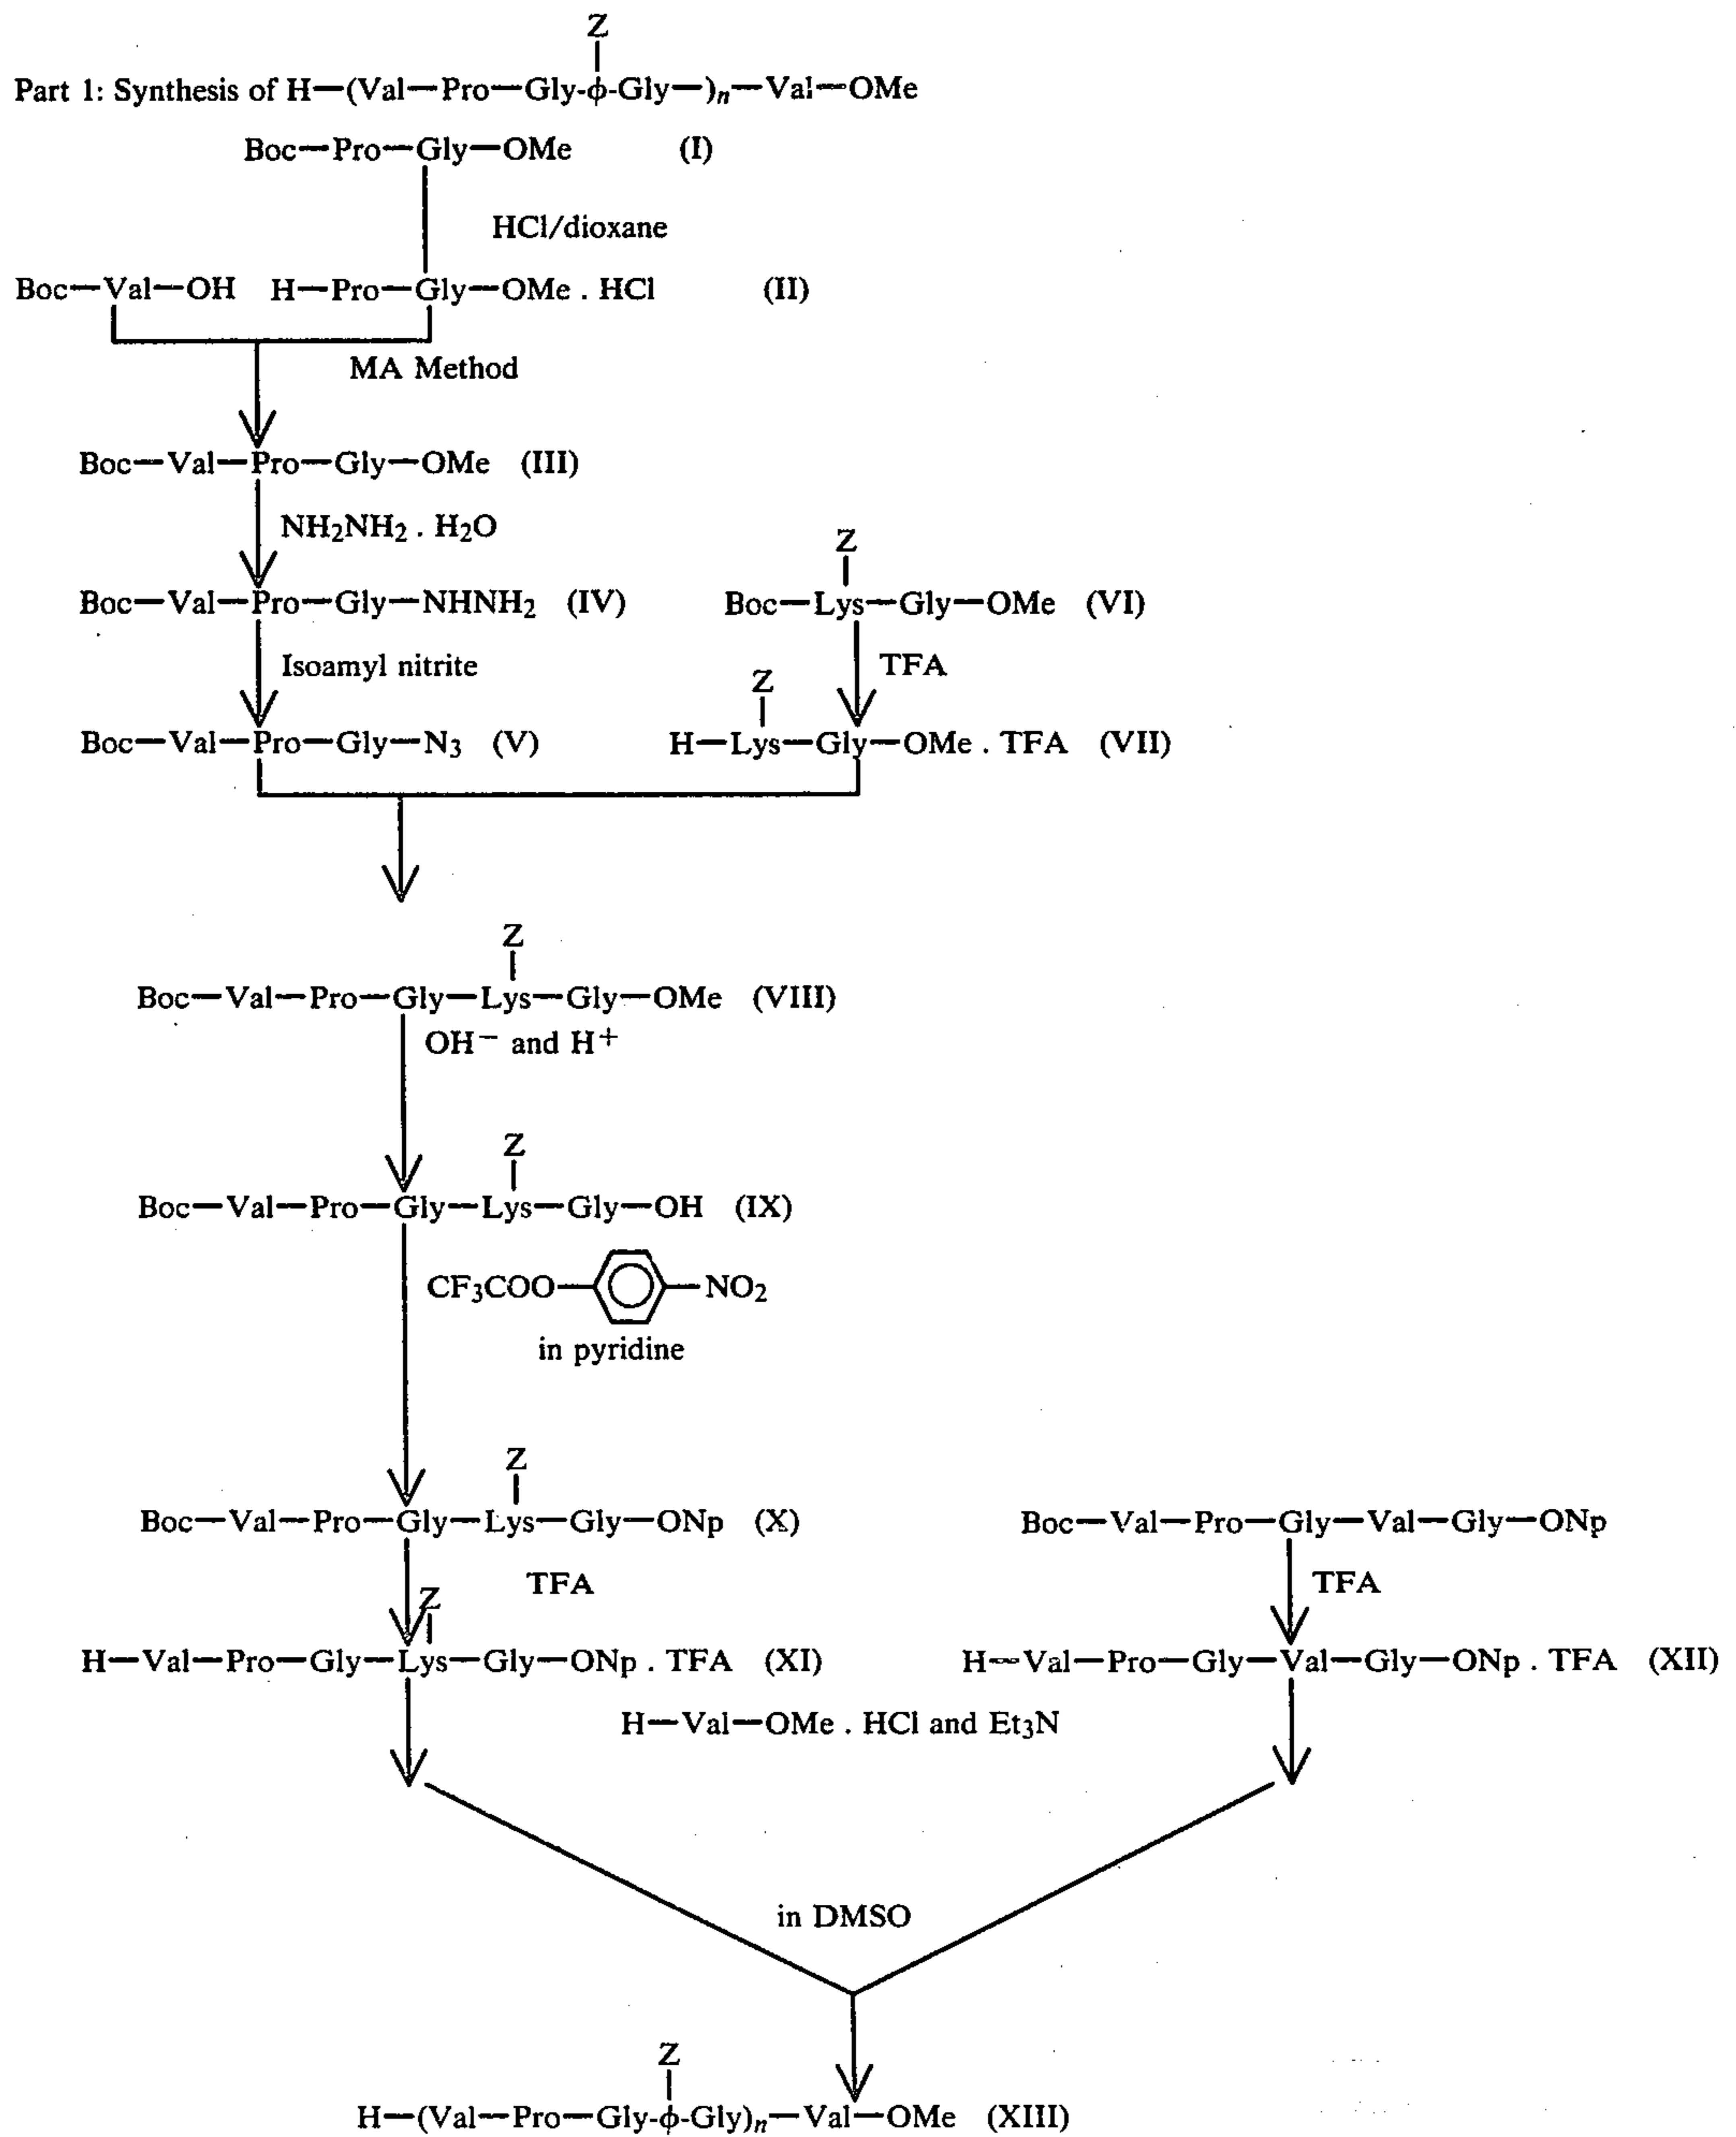 Z
Part 1: Synthesis of H—(Val—Pro—Gly-ϕ-Gly—)n—Val—OMe
Boc—Pro—Gly—OMe (I)
HCl/dioxane
Boc—Val—OH H—Pro—Gly—OMe . HCl (II)
MA Method
Boc—Val—Pro—Gly—OMe (III)
NH2NH2 . H2O
Z
Boc—Val—Pro—Gly—NHNH2 (IV) Boc—Lys—Gly—OMe (VI)
Isoamyl nitrite TFA
Z
Boc—Val—Pro—Gly—N3 (V) H—Lys—Gly—OMe . TFA (VII)
Z
Boc—Val—Pro—Gly—Lys—Gly—OMe (VIII)
OH− and H+
Z
Boc—Val—Pro—Gly—Lys—Gly—OH (IX)
CF3COO— —NO2
in pyridine
Z
Boc—Val—Pro—Gly—Lys—Gly—ONp (X) Boc—Val—Pro—Gly—Val—Gly—ONp
TFA TFA
Z
H—Val—Pro—Gly—Lys—Gly—ONp . TFA (XI) H—Val—Pro—Gly—Val—Gly—ONp . TFA (XII)
H—Val—OMe . HCl and Et3N
in DMSO
Z
H—(Val—Pro—Gly-ϕ-Gly)n—Val—OMe (XIII)